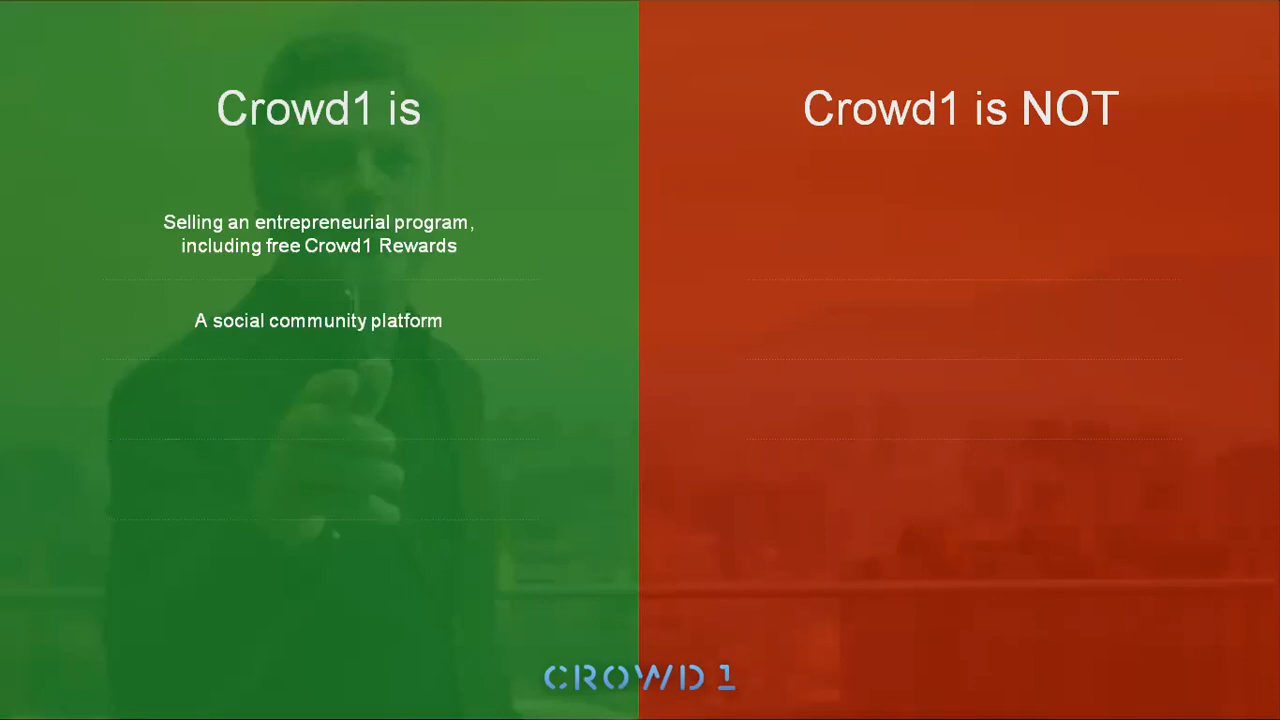 Crowd1 is
Selling an entrepreneurial program,
including free Crowd1 Rewards
A social community platform
Crowd1 is NOT
CROWD 1